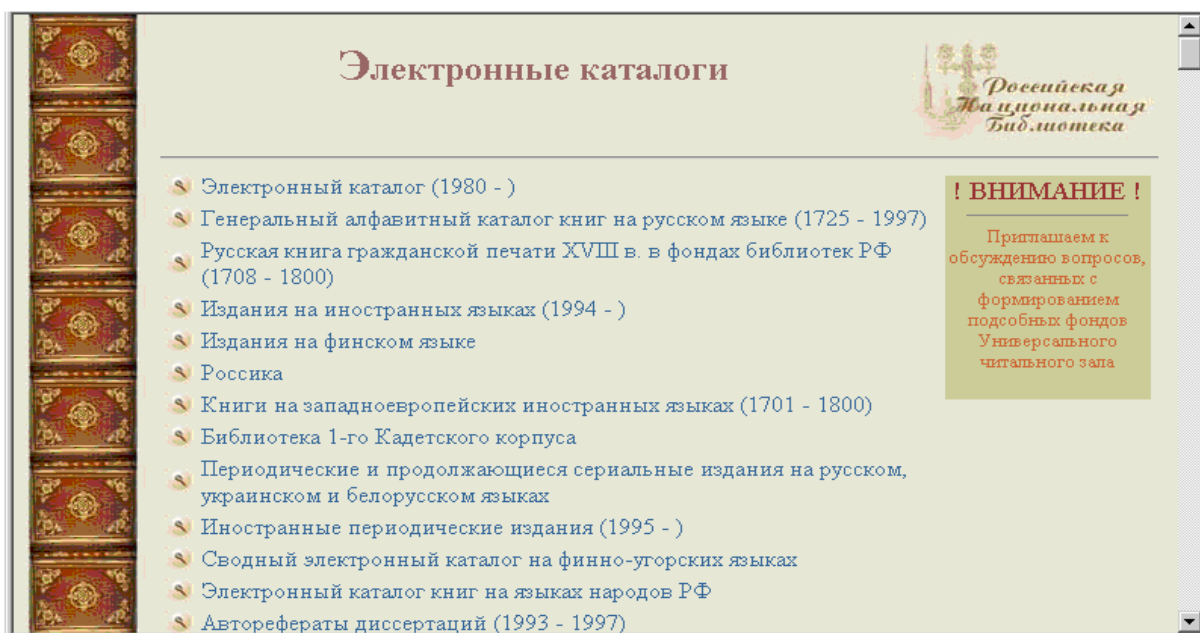 Электронные каталоги
Российская
Национальная
Библиотека
Электронный каталог (1980 - )
Генеральный алфавитный каталог книг на русском языке (1725 - 1997)
Русская книга гражданской печати XVIII в. в фондах библиотек РФ
(1708 - 1800)
Издания на иностранных языках (1994 - )
Издания на финском языке
Россика
Книги на западноевропейских иностранных языках (1701 - 1800)
Библиотека 1-го Кадетского корпуса
Периодические и продолжающиеся сериальные издания на русском,
украинском и белорусском языках
Иностранные периодические издания (1995 - )
Сводный электронный каталог на финно-угорских языках
Электронный каталог книг на языках народов РФ
Авторефераты диссертаций (1993 - 1997)
! ВНИМАНИЕ !
Приглашаем к
обсуждению вопросов,
связанных с
формированием
подсобных фондов
Универсального
читального зала